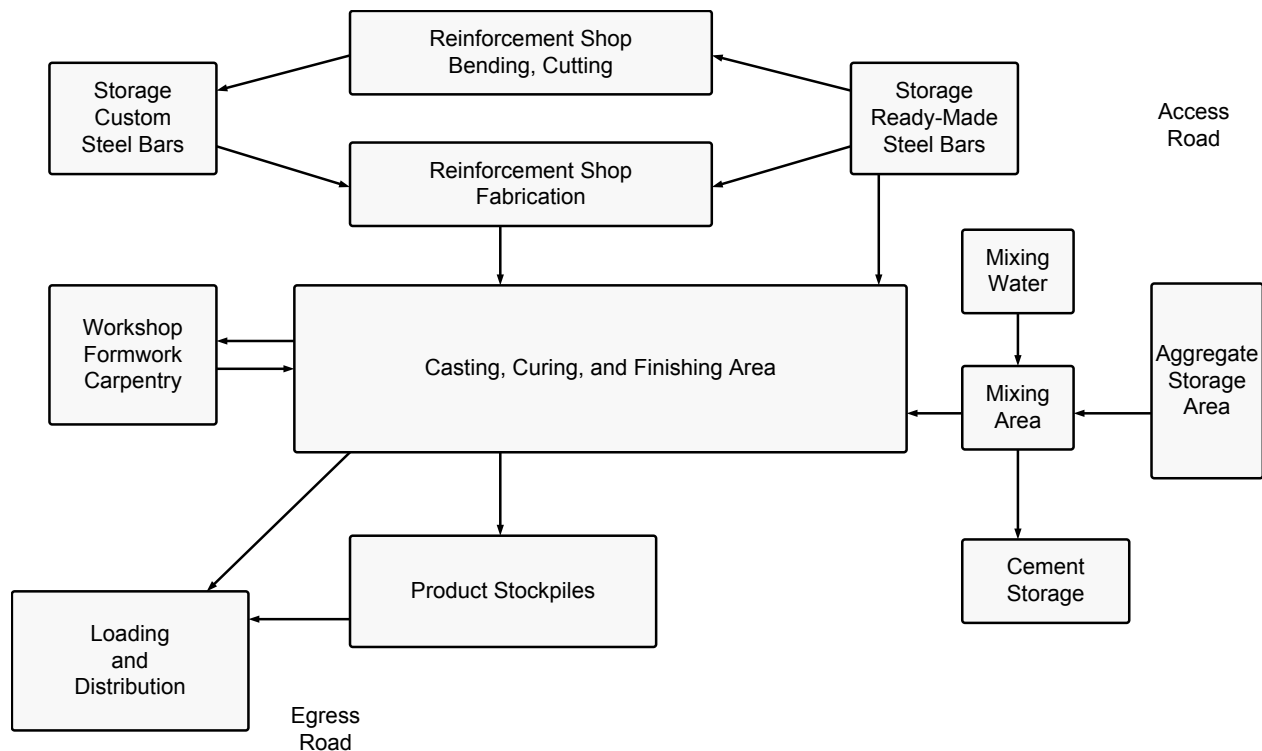 Reinforcement Shop
Bending, Cutting
Storage
Custom
Steel Bars
Storage
Ready-Made
Steel Bars
Access
Road
Reinforcement Shop
Fabrication
Mixing
Water
Workshop
Formwork
Carpentry
Casting, Curing, and Finishing Area
Mixing
Area
Aggregate
Storage
Area
Product Stockpiles
Cement
Storage
Loading
and
Distribution
Egress
Road